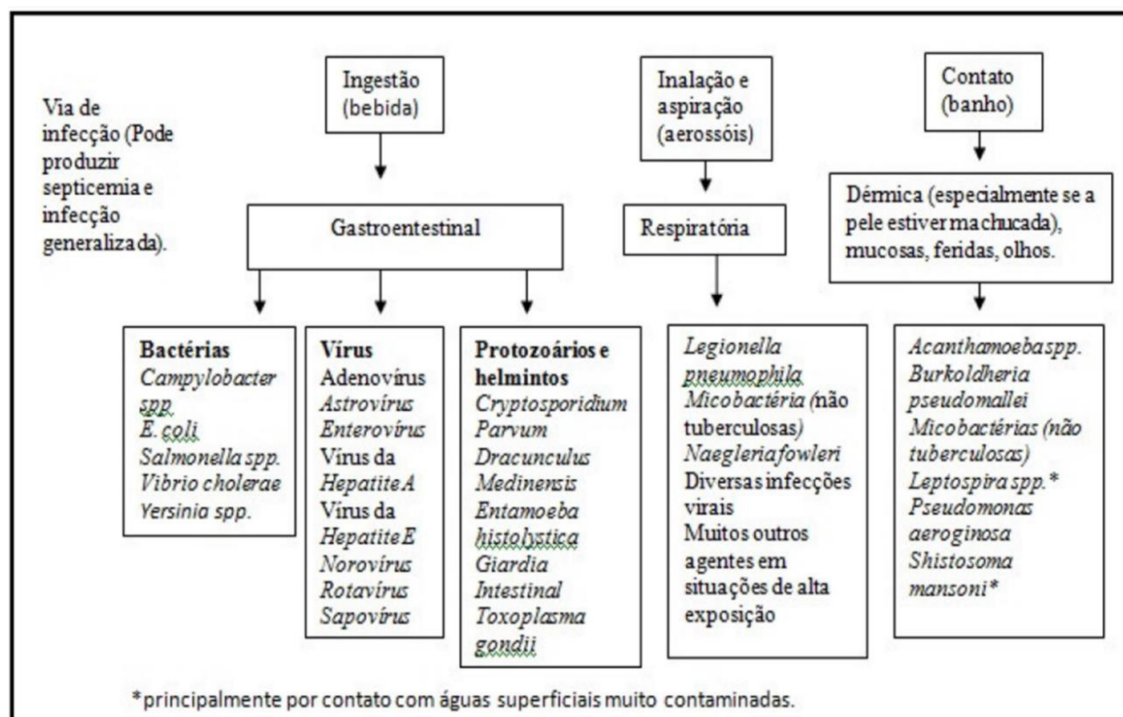 Via de
infecção (Pode
produzir
septicemia e
infecção
generalizada).
Ingestão
(bebida)
Inalação e
aspiração
(aerossóis)
Contato
(banho)
Gastroentestinal
Respiratória
Dérmica (especialmente se a
pele estiver machucada),
mucosas, feridas, olhos.
Bactérias
Campylobacter
spp
E. coli
Salmonella spp.
Vibrio cholerae
Yersinia spp.
Vírus
Adenovírus
Astrovírus
Enterovírus
Vírus da
Hepatite A
Vírus da
Hepatite E
Norovírus
Rotavírus
Sapovírus
Protozoários e
helmintos
Cryptosporidium
Parvum
Dracunculus
Medinensis
Entamoeba
histolystica
Giardia
Intestinal
Toxoplasma
gondii
Legionella
pneumophila
Micobactéria (não
tuberculosas)
Naegleria fowleri
Diversas infecções
virais
Muitos outros
agentes em
situações de alta
exposição
Acanthamoeba spp.
Burkoldheria
pseudomallei
Micobactérias (não
tuberculosas)
Leptospira spp.*
Pseudomonas
aeroginosa
Shistosoma
mansoni*
*principalmente por contato com águas superficiais muito contaminadas.